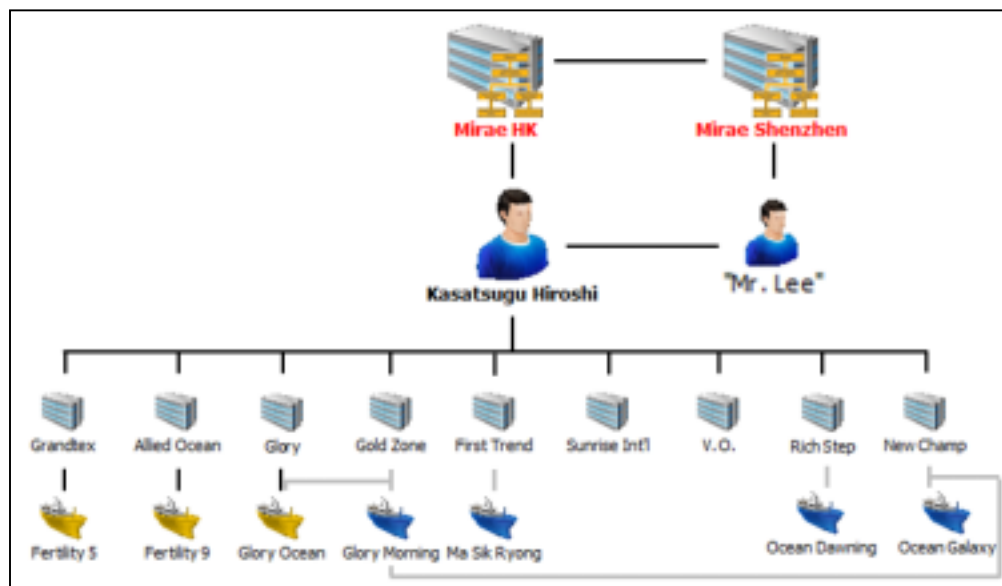 Mirae HK
Mirae Shenzhen
Kasatsugu Hiroshi
"Mr. Lee"
Grandtex
Allied Ocean
Glory
Gold Zone
First Trend
Sunrise Int'l
V.O.
Rich Step
New Champ
Fertility 5
Fertility 9
Glory Ocean
Glory Morning
Ma Sik Ryong
Ocean Dawning
Ocean Galaxy